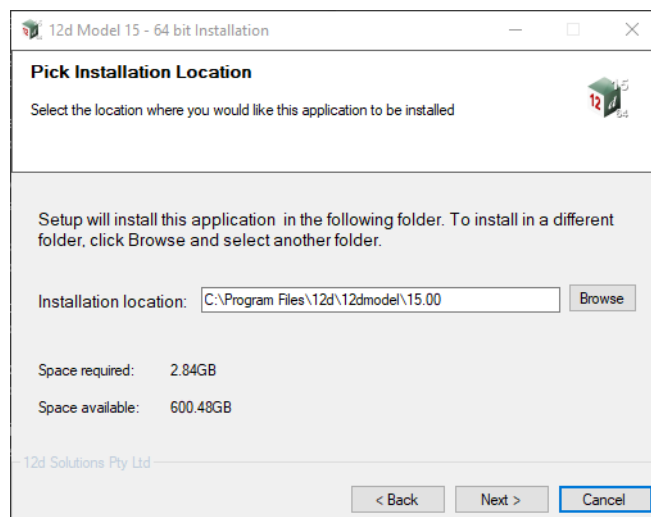 12d Model 15 - 64 bit Installation
Pick Installation Location
Select the location where you would like this application to be installed
15
12 d
64
Setup will install this application  in the following folder. To install in a different
folder, click Browse and select another folder.
Installation location: C:\Program Files\12d\12dmodel\15.00 Browse
Space required: 2.84GB
Space available: 600.48GB
12d Solutions Pty Ltd
< Back Next > Cancel